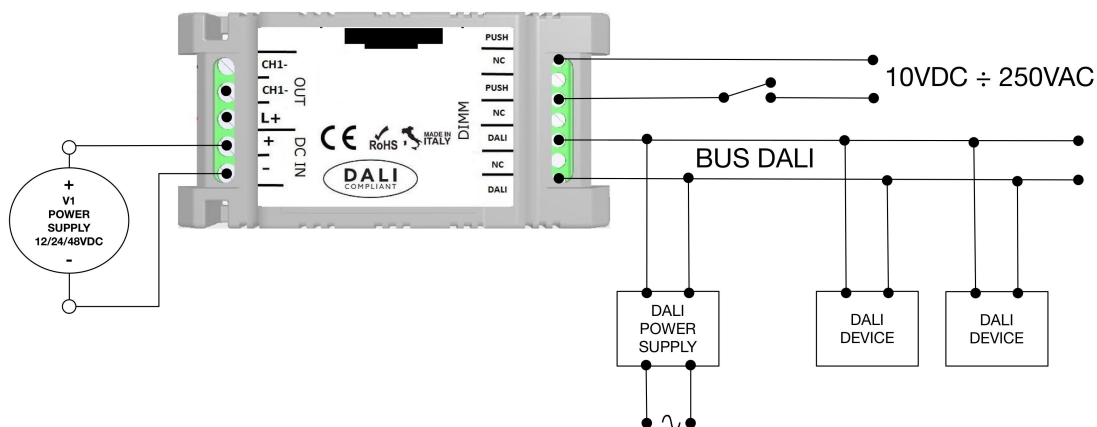 CH1-
CH1-
L+
+
-
OUT
DC IN
CE
RoHS
MADE IN
ITALY
DALI
COMPLIANT
DIMM
PUSH
NC
PUSH
NC
DALI
NC
DALI
10VDC ÷ 250VAC
BUS DALI
+
V1
POWER
SUPPLY
12/24/48VDC
-
DALI
POWER
SUPPLY
DALI
DEVICE
DALI
DEVICE